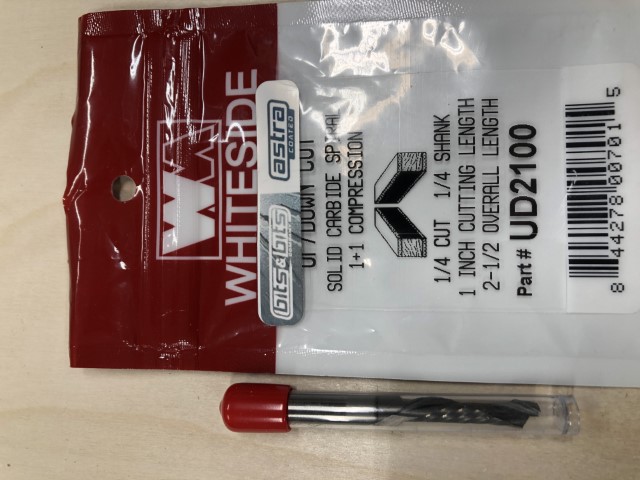 WHITESIDE
bits&bits
astra
COATED
UP/DOWN CUT
SOLID CARBIDE SPIRAL
1+1 COMPRESSION
1/4 CUT 1/4 SHANK
1 INCH CUTTING LENGTH
2-1/2 OVERALL LENGTH
Part# UD2100
8 44278 00701 5